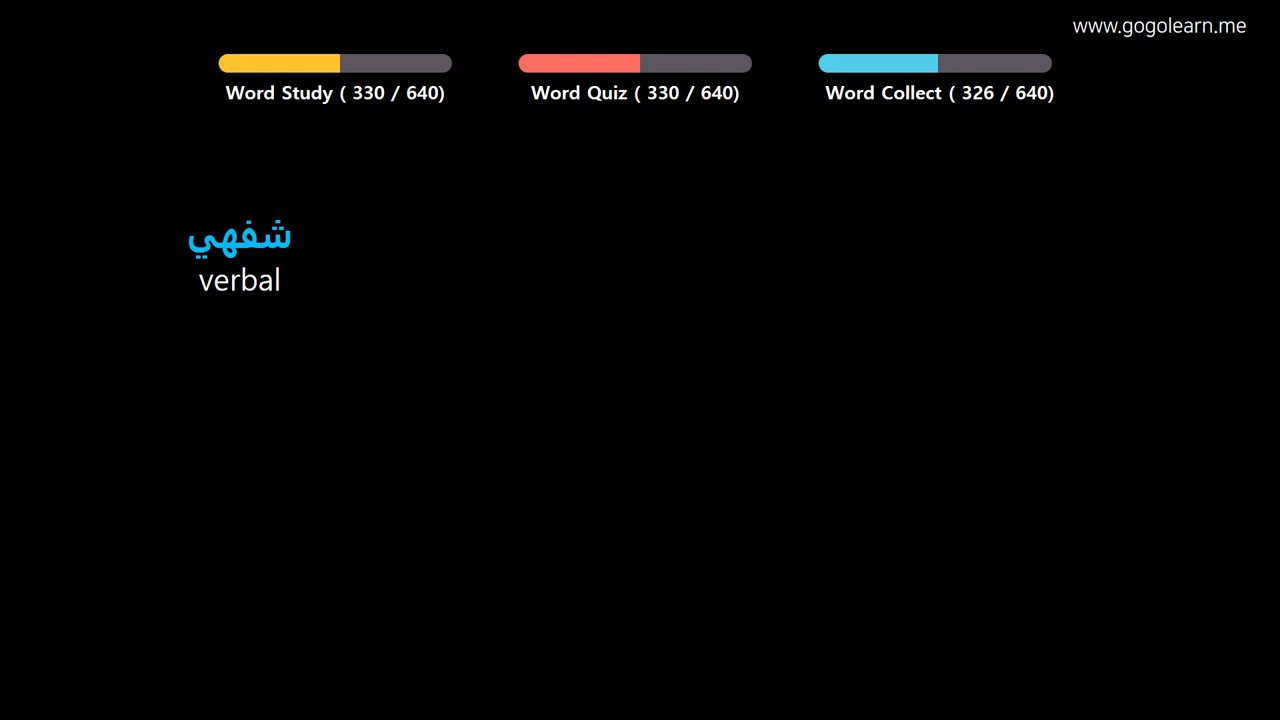 www.gogolearn.me
Word Study ( 330 / 640)
Word Quiz ( 330 / 640)
Word Collect ( 326 / 640)
شفهي
verbal